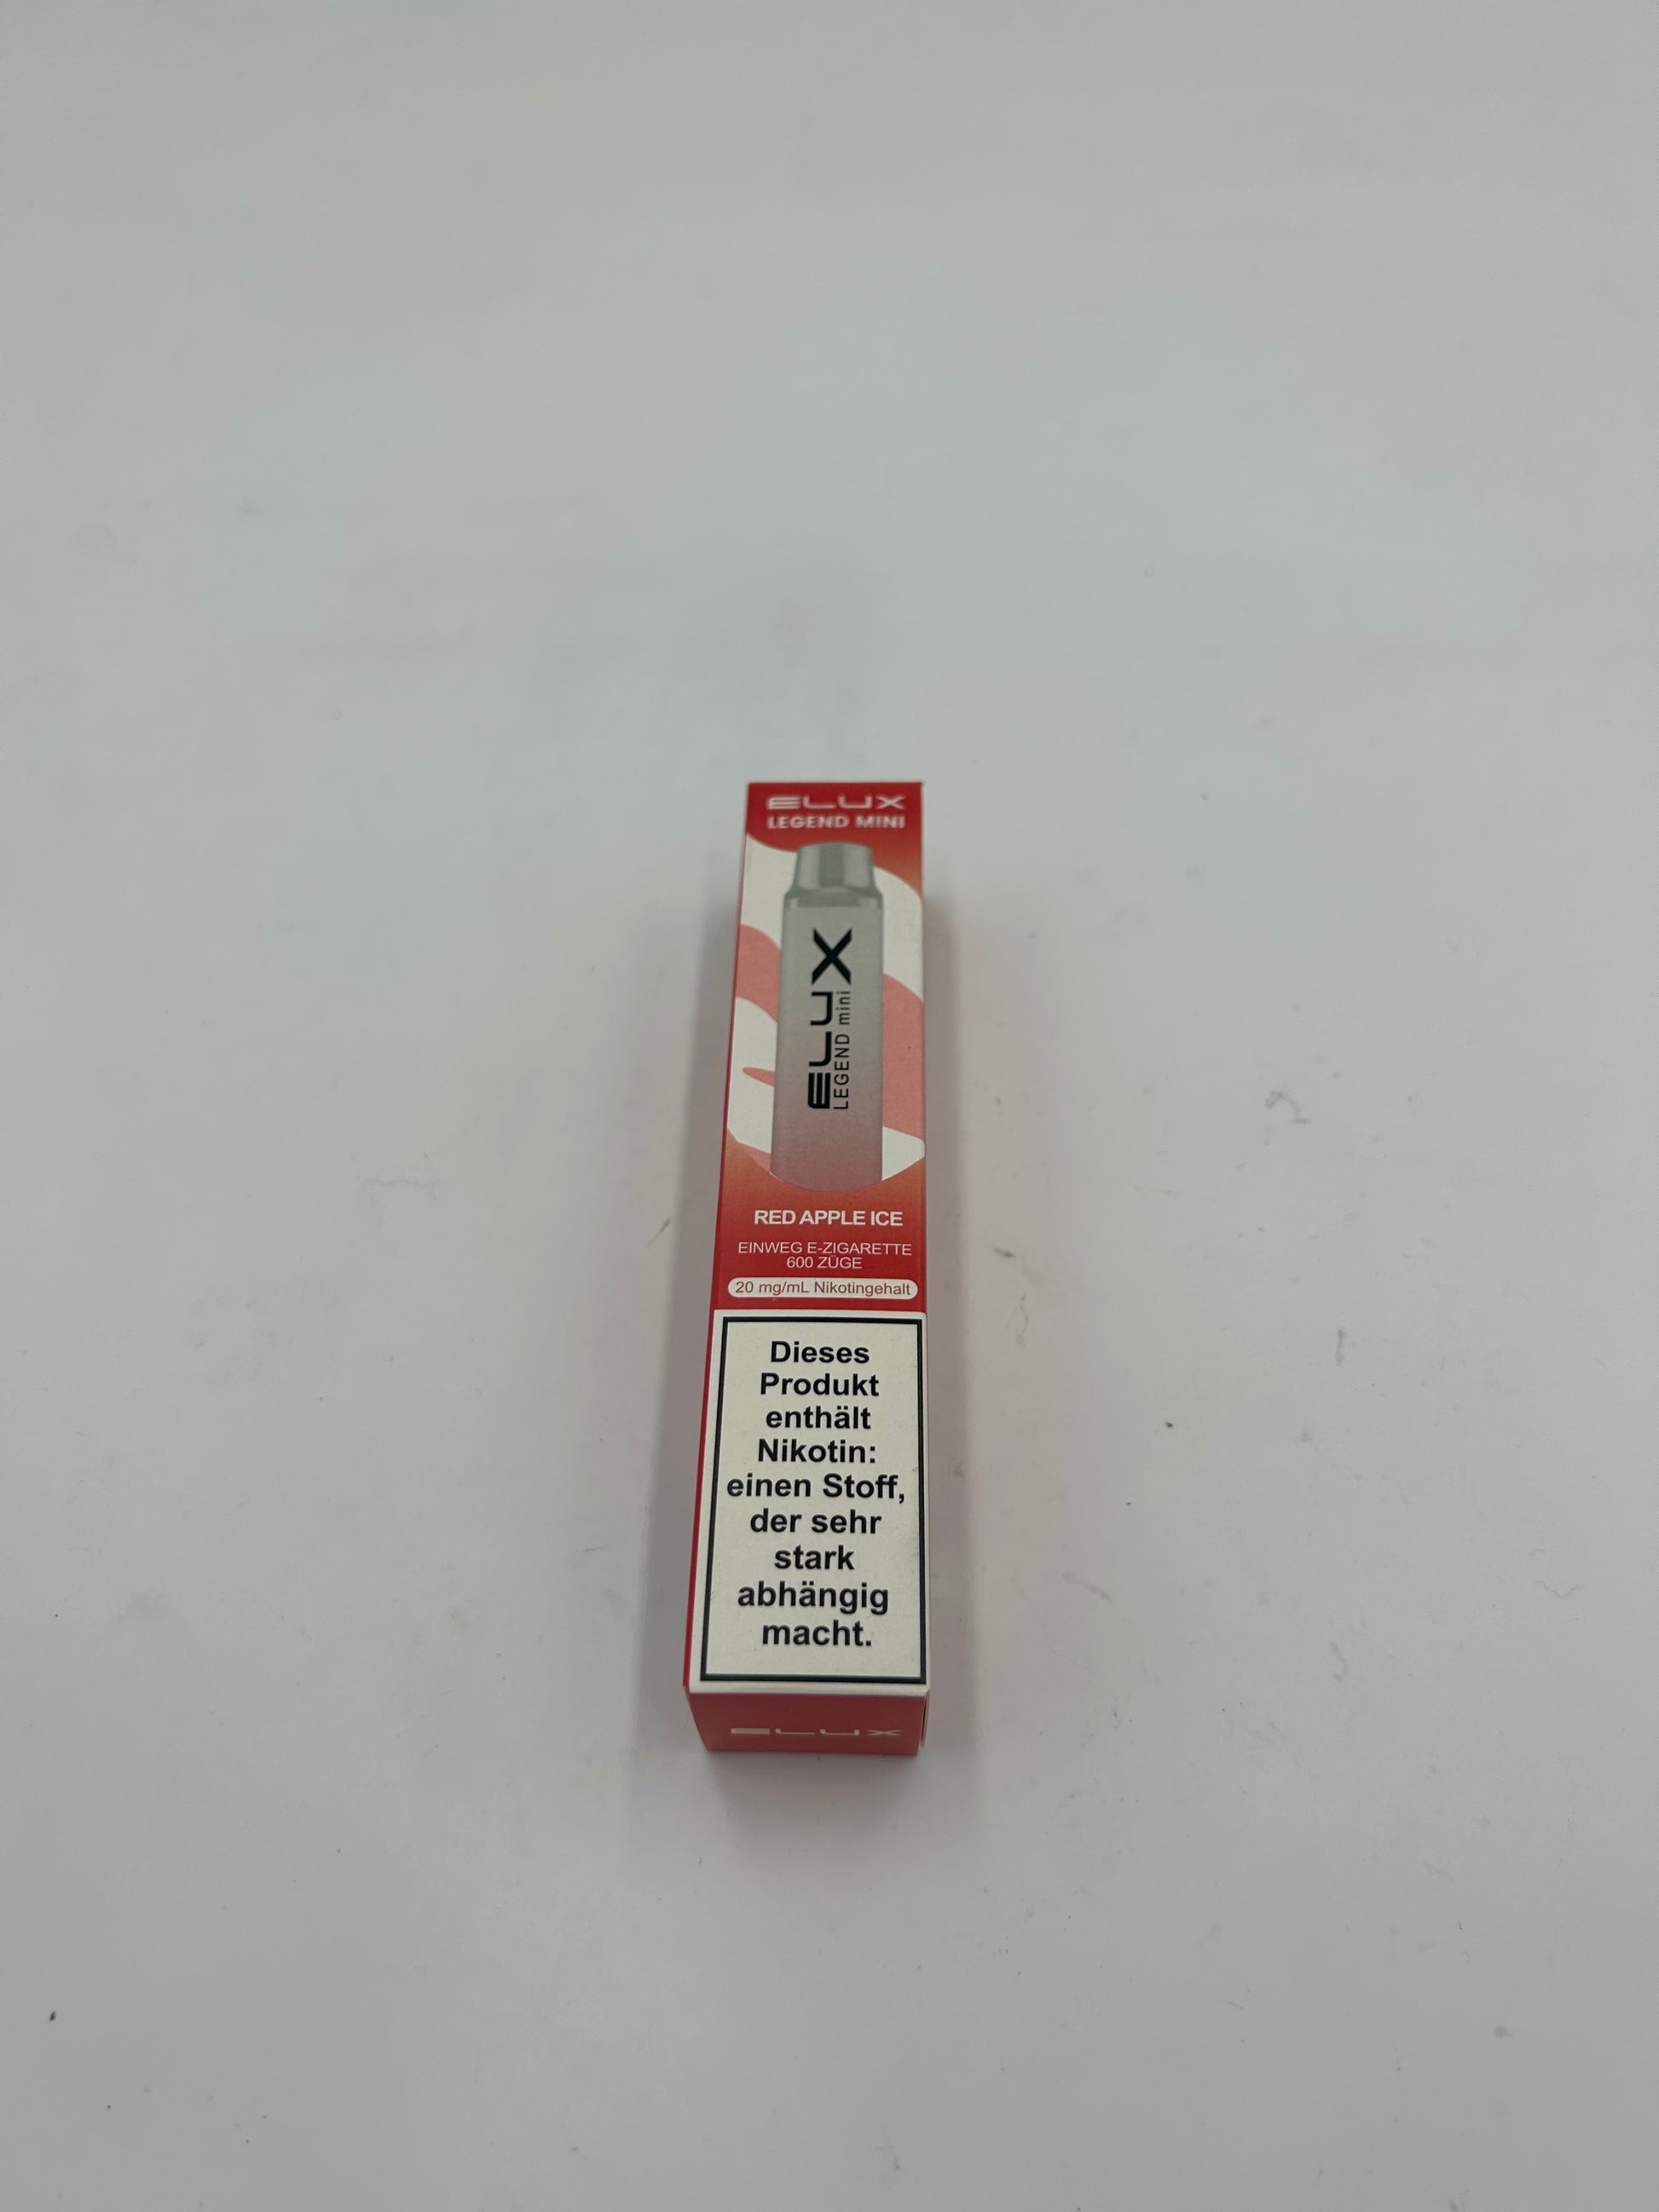 ELUX
LEGEND MINI
ELUX
LEGEND mini
RED APPLE ICE
EINWEG E-ZIGARETTE
600 ZÜGE
20 mg/mL Nikotingehalt
Dieses
Produkt
enthält
Nikotin:
einen Stoff,
der sehr
stark
abhängig
macht.
ELUX